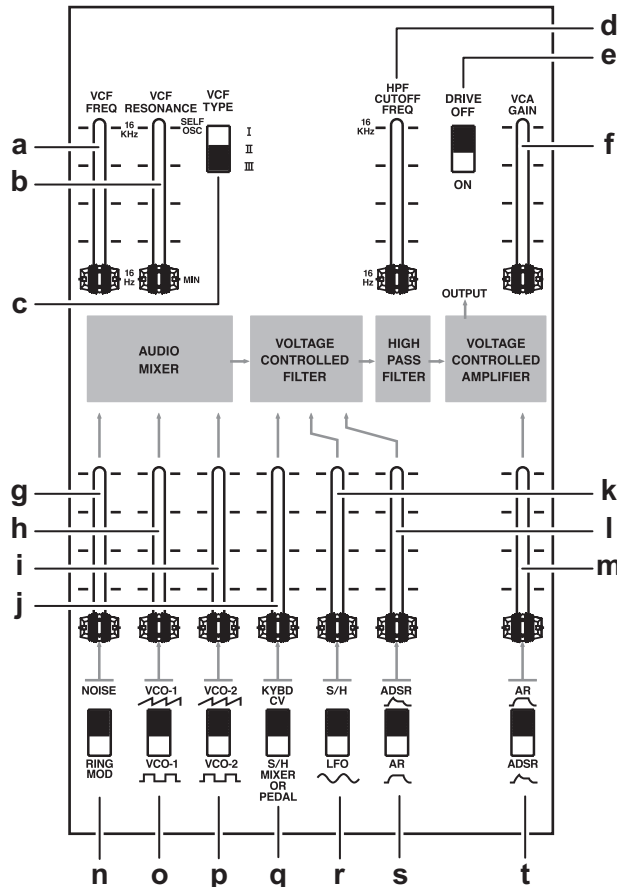 d
e
VCF
FREQ
VCF
RESONANCE
VCF
TYPE
HPF
CUTOFF
FREQ
DRIVE
OFF
VCA
GAIN
16
KHz
SELF
OSC
I
II
III
16
KHz
ON
a
b
f
16
Hz
MIN
16
Hz
c
OUTPUT
AUDIO
MIXER
VOLTAGE
CONTROLLED
FILTER
HIGH
PASS
FILTER
VOLTAGE
CONTROLLED
AMPLIFIER
g
h
i
j
k
l
m
NOISE
VCO-1
VCO-2
KYBD
CV
S/H
ADSR
AR
RING
MOD
VCO-1
VCO-2
S/H
MIXER
OR
PEDAL
LFO
AR
ADSR
n o p q r s t